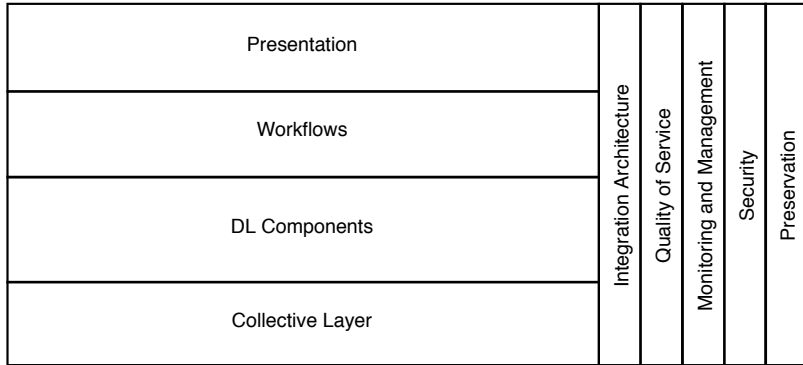 Presentation
Workflows
DL Components
Collective Layer
Integration Architecture
Quality of Service
Monitoring and Management
Security
Preservation